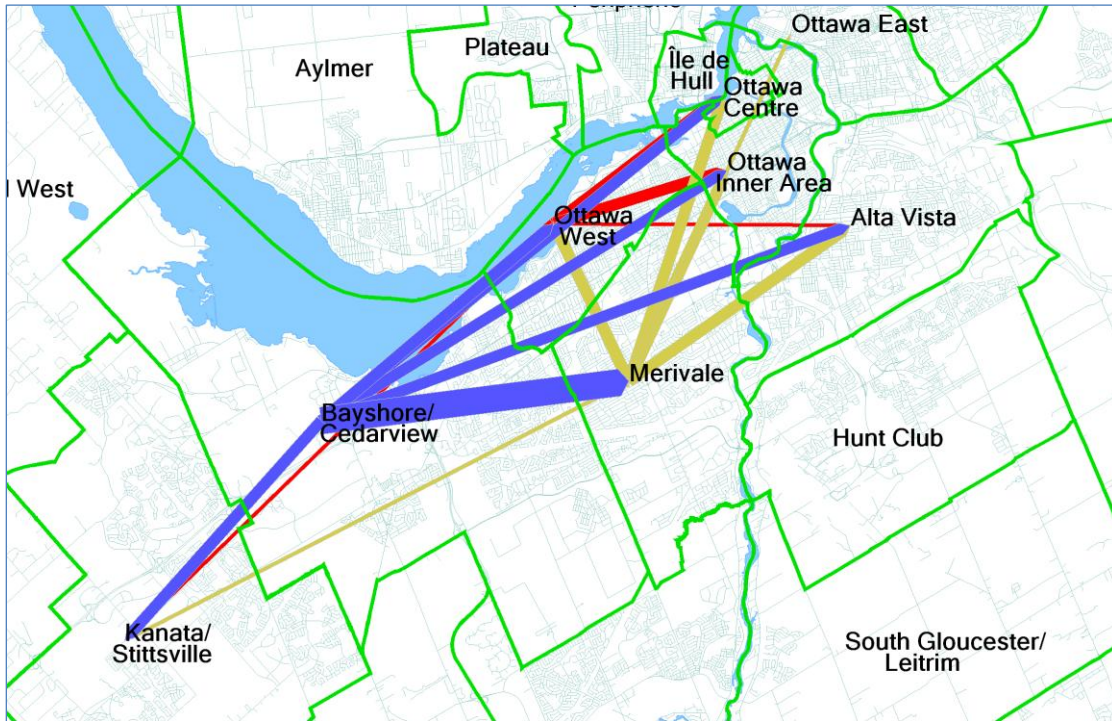 Ottawa East
Plateau
Aylmer
Île de
Hull
Ottawa
Centre
Ottawa
Inner Area
West
Ottawa
West
Alta Vista
Merivale
Bayshore/
Cedarview
Hunt Club
Kanata/
Stittsville
South Gloucester/
Leitrim